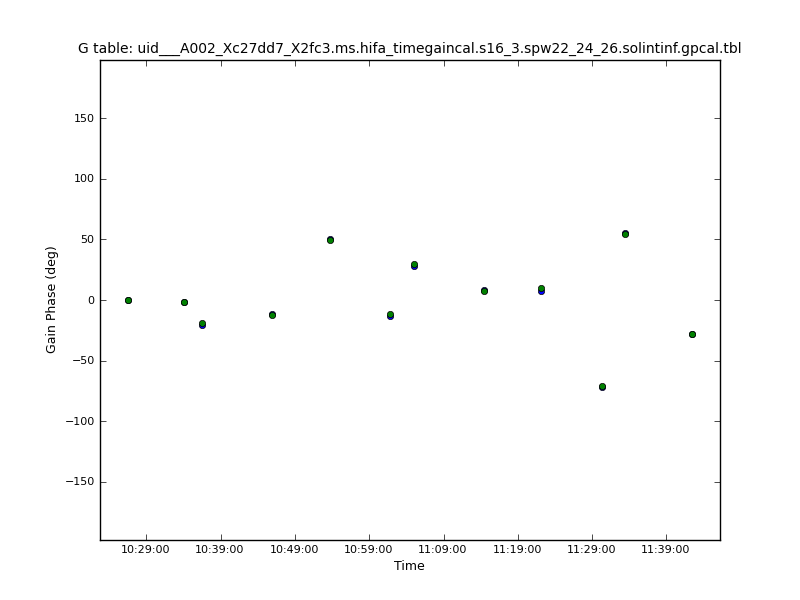 G table: uid___A002_Xc27dd7_X2fc3.ms.hifa_timegaincal.s16_3.spw22_24_26.solintinf.gpcal.tbl
150
100
50
0
−50
−100
−150
Gain Phase (deg)
10:29:00 10:39:00 10:49:00 10:59:00 11:09:00 11:19:00 11:29:00 11:39:00
Time